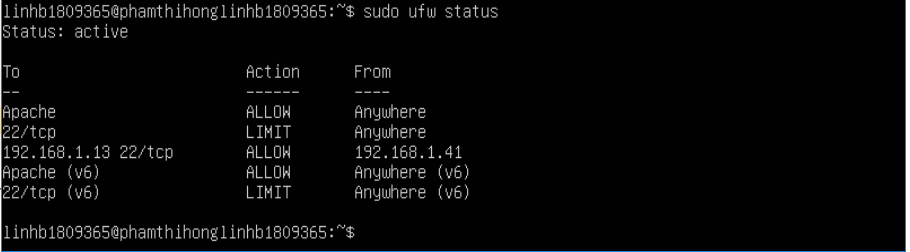 linhb1809365@phamthihonglinhb1809365:~$ sudo ufw status
Status: active
To                         Action      From
--                         ------      ----
Apache                     ALLOW       Anywhere
22/tcp                     LIMIT       Anywhere
192.168.1.13 22/tcp        ALLOW       192.168.1.41
Apache (v6)                ALLOW       Anywhere (v6)
22/tcp (v6)                LIMIT       Anywhere (v6)
linhb1809365@phamthihonglinhb1809365:~$